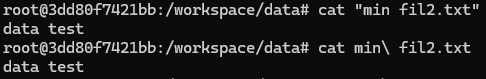 root@3dd80f7421bb:/workspace/data# cat "min fil2.txt"
data test
root@3dd80f7421bb:/workspace/data# cat min\ fil2.txt
data test